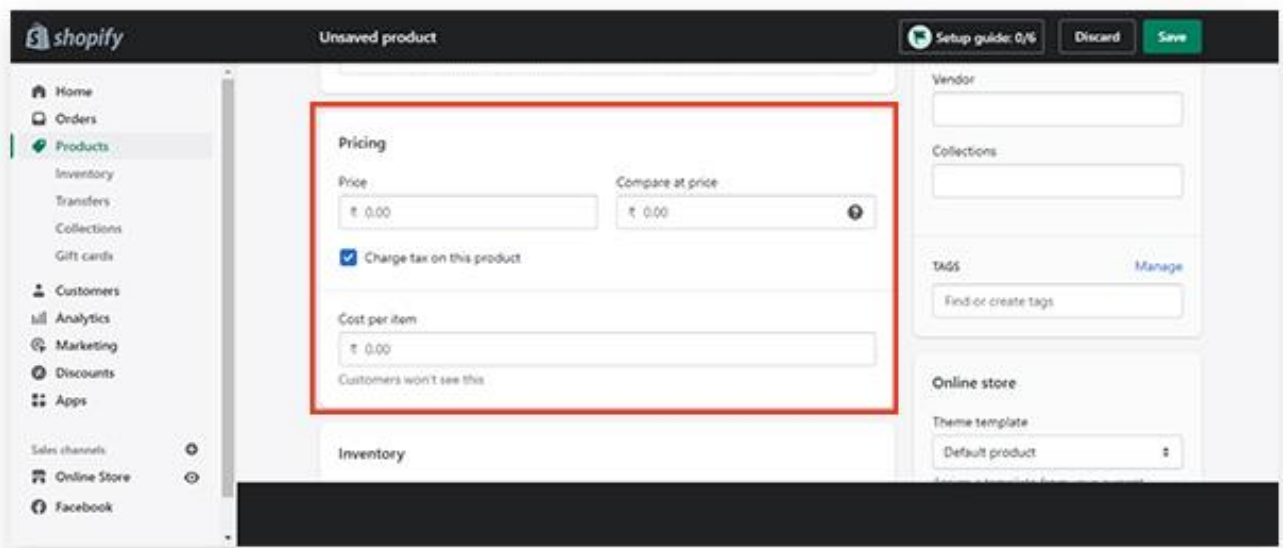 shopify
Unsaved product
Setup guide: 0/6
Discard
Save
Home
Orders
Products
Inventory
Transfers
Collections
Gift cards
Customers
Analytics
Marketing
Discounts
Apps
Sales channels
Online Store
Facebook
Pricing
Price
Compare at price
₹ 0.00
₹ 0.00
Charge tax on this product
Cost per item
₹ 0.00
Customers won't see this
Inventory
Vendor
Collections
TAGS
Manage
Find or create tags
Online store
Theme template
Default product